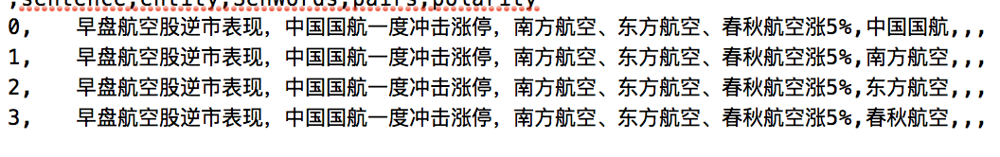 ,sentence,entity,SenWords,pairs,polarity
0,    早盘航空股逆市表现，中国国航一度冲击涨停，南方航空、东方航空、春秋航空涨5%,中国国航,,,
1,    早盘航空股逆市表现，中国国航一度冲击涨停，南方航空、东方航空、春秋航空涨5%,南方航空,,,
2,    早盘航空股逆市表现，中国国航一度冲击涨停，南方航空、东方航空、春秋航空涨5%,东方航空,,,
3,    早盘航空股逆市表现，中国国航一度冲击涨停，南方航空、东方航空、春秋航空涨5%,春秋航空,,,